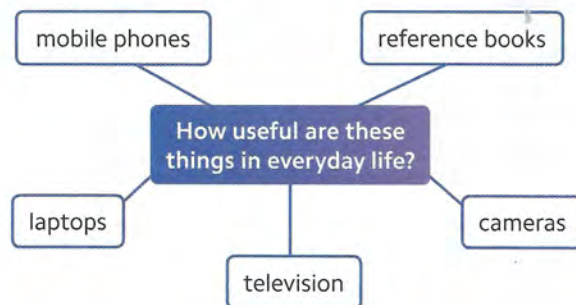 mobile phones
reference books
How useful are these
things in everyday life?
laptops
cameras
television